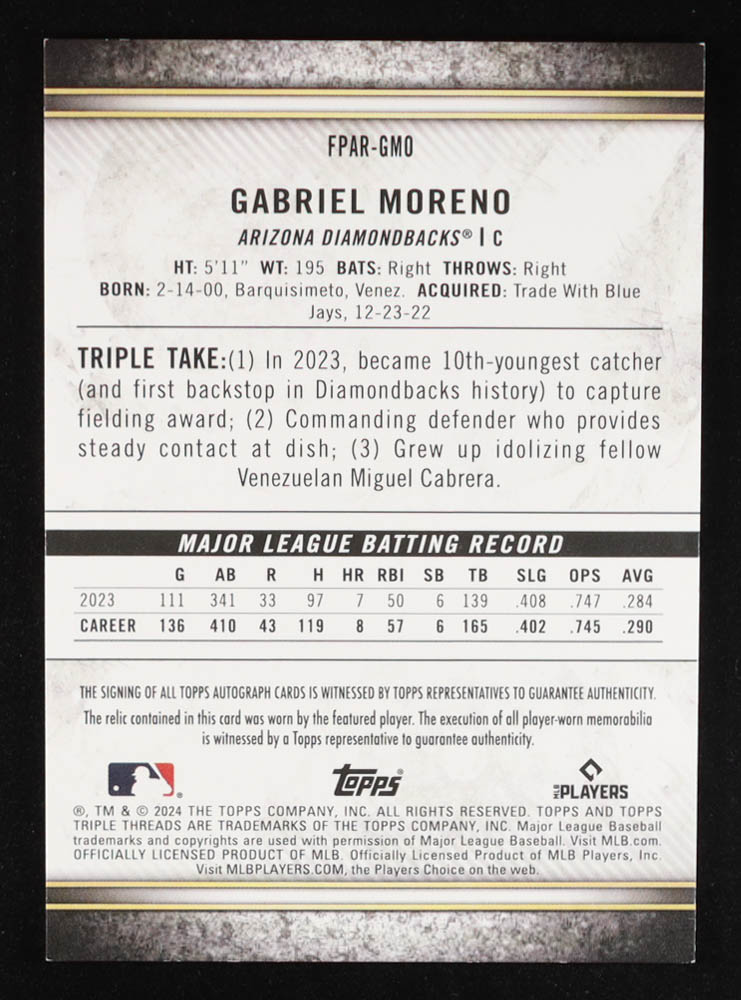 FPAR-GMO
GABRIEL MORENO
ARIZONA DIAMONDBACKS® | C
HT: 5'11" WT: 195 BATS: Right THROWS: Right
BORN: 2-14-00, Barquisimeto, Venez. ACQUIRED: Trade With Blue
Jays, 12-23-22
TRIPLE TAKE:(1) In 2023, became 10th-youngest catcher
(and first backstop in Diamondbacks history) to capture
fielding award; (2) Commanding defender who provides
steady contact at dish; (3) Grew up idolizing fellow
Venezuelan Miguel Cabrera.
MAJOR LEAGUE BATTING RECORD
G AB R H HR RBI SB TB SLG OPS AVG
2023 111 341 33 97 7 50 6 139 .408 .747 .284
CAREER 136 410 43 119 8 57 6 165 .402 .745 .290
THE SIGNING OF ALL TOPPS AUTOGRAPH CARDS IS WITNESSED BY TOPPS REPRESENTATIVES TO GUARANTEE AUTHENTICITY.
The relic contained in this card was worn by the featured player. The execution of all player-worn memorabilia
is witnessed by a Topps representative to guarantee authenticity.
® topps® MLB PLAYERS
®, TM & © 2024 THE TOPPS COMPANY, INC. ALL RIGHTS RESERVED. TOPPS AND TOPPS
TRIPLE THREADS ARE TRADEMARKS OF THE TOPPS COMPANY, INC. Major League Baseball
trademarks and copyrights are used with permission of Major League Baseball. Visit MLB.com.
OFFICIALLY LICENSED PRODUCT OF MLB. Officially Licensed Product of MLB Players, Inc.
Visit MLBPLAYERS.COM, the Players Choice on the web.